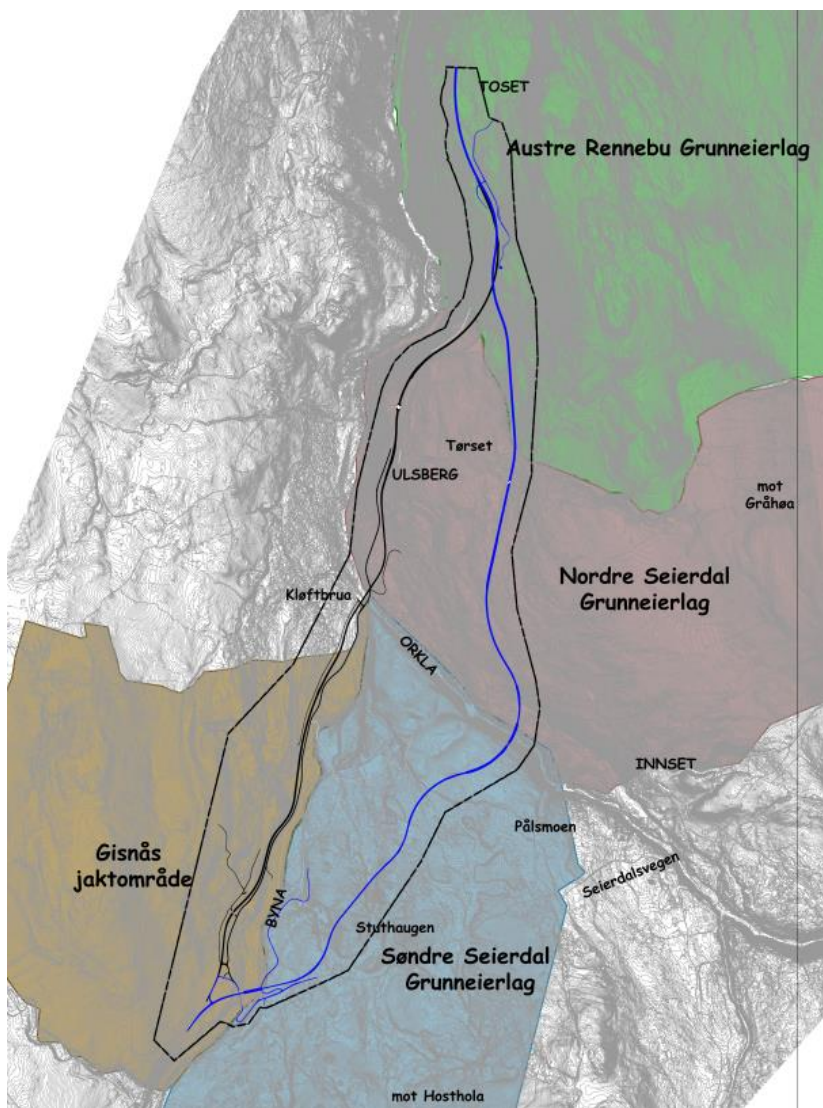 TOSET
Austre Rennebu Grunneierlag
Tørset
ULSBERG
mot
Gråhøa
Nordre Seierdal
Grunneierlag
Kløftbrua
ORKLA
INNSET
Pålsmoen
Gisnås
jaktområde
Seierdalsvegen
BYNA
Stuthaugen
Søndre Seierdal
Grunneierlag
mot Hosthola